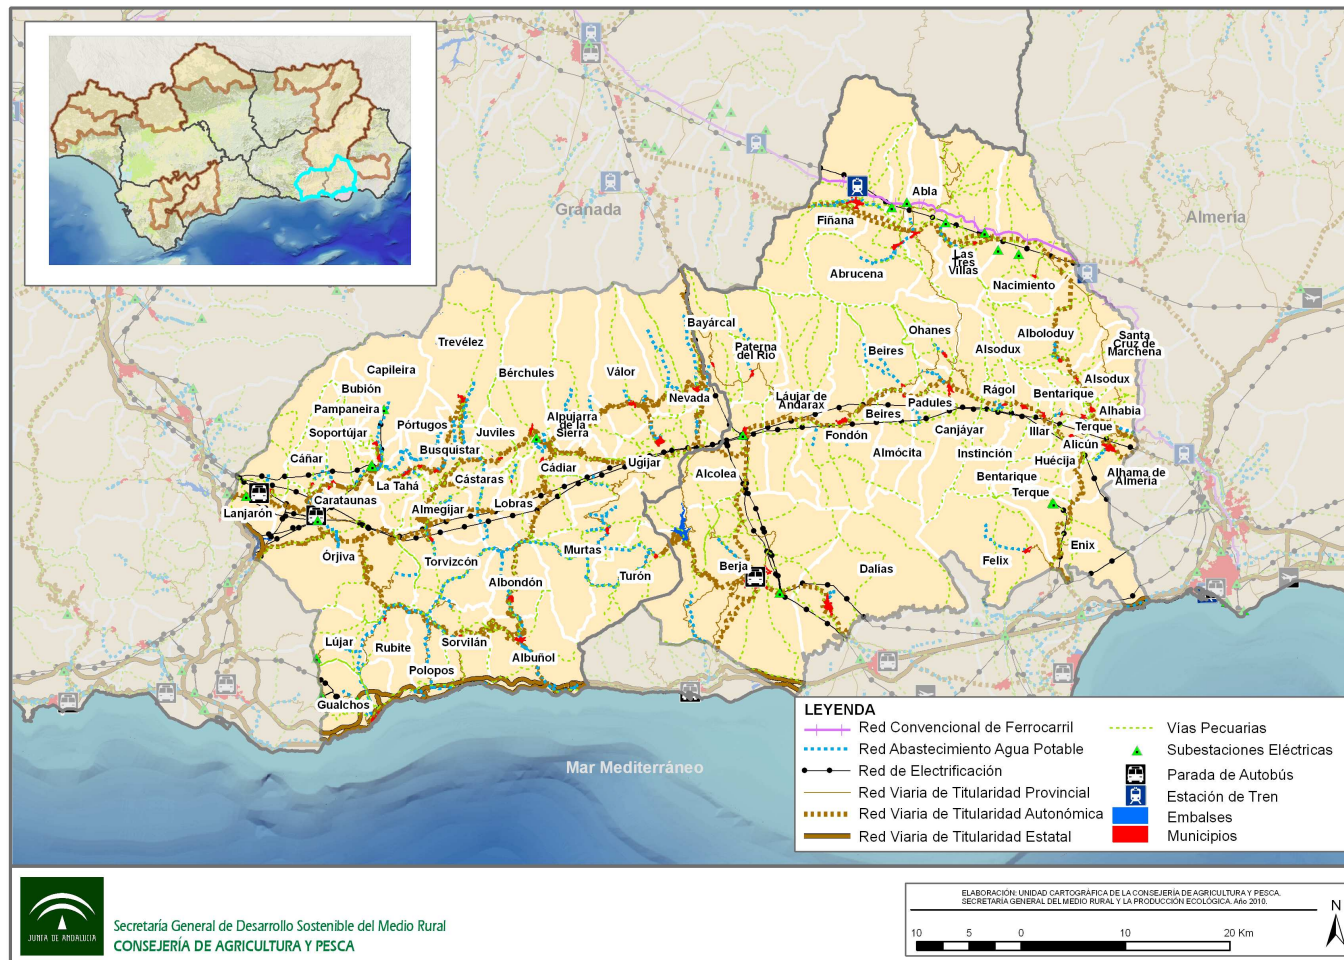 Granada
Almería
Abla
Fiñana
Las
Tres
Villas
Abrucena
Nacimiento
Bayárcal
Ohanes
Alboloduy
Santa
Cruz de
Marchena
Trevélez
Paterna
del Río
Beires
Alsodux
Capileira
Bérchules
Válor
Alsodux
Bubión
Nevada
Láujar de
Andarax
Rágol
Bentarique
Pampaneira
Padules
Alhabia
Pórtugos
Alpujarra
de la
Sierra
Beires
Terque
Soportújar
Juviles
Fondón
Canjáyar
Illar
Alicún
Busquistar
Almócita
Instinción
Huécija
Cáñar
Cádiar
Ugíjar
Alcolea
Bentarique
Alhama de
Almería
La Tahá
Cástaras
Terque
Carataunas
Lobras
Lanjarón
Almegijar
Enix
Órjiva
Torvizcón
Murtas
Felix
Berja
Dalias
Albondón
Turón
Lújar
Rubite
Sorvilán
Albuñol
Polopos
Gualchos
Mar Mediterráneo
LEYENDA
Red Convencional de Ferrocarril
Red Abastecimiento Agua Potable
Red de Electrificación
Red Viaria de Titularidad Provincial
Red Viaria de Titularidad Autonómica
Red Viaria de Titularidad Estatal
Vías Pecuarias
Subestaciones Eléctricas
Parada de Autobús
Estación de Tren
Embalses
Municipios
JUNTA DE ANDALUCIA
Secretaría General de Desarrollo Sostenible del Medio Rural
CONSEJERÍA DE AGRICULTURA Y PESCA
ELABORACIÓN: UNIDAD CARTOGRÁFICA DE LA CONSEJERÍA DE AGRICULTURA Y PESCA.
SECRETARÍA GENERAL DEL MEDIO RURAL Y LA PRODUCCIÓN ECOLÓGICA. Año 2010.
10 5 0 10 20 Km
N